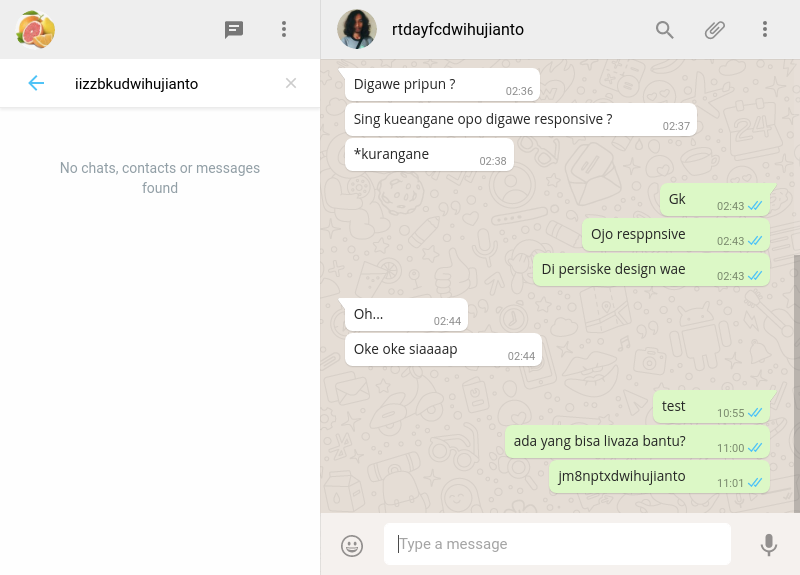 iizzbkudwihujianto
No chats, contacts or messages
found
rtdayfcdwihujianto
Digawe pripun ? 02:36
Sing kueangane opo digawe responsive ? 02:37
*kurangane 02:38
Gk 02:43
Ojo resppnsive 02:43
Di persiske design wae 02:43
Oh... 02:44
Oke oke siaaaap 02:44
test 10:55
ada yang bisa livaza bantu? 11:00
jm8nptxdwihujianto 11:01
Type a message